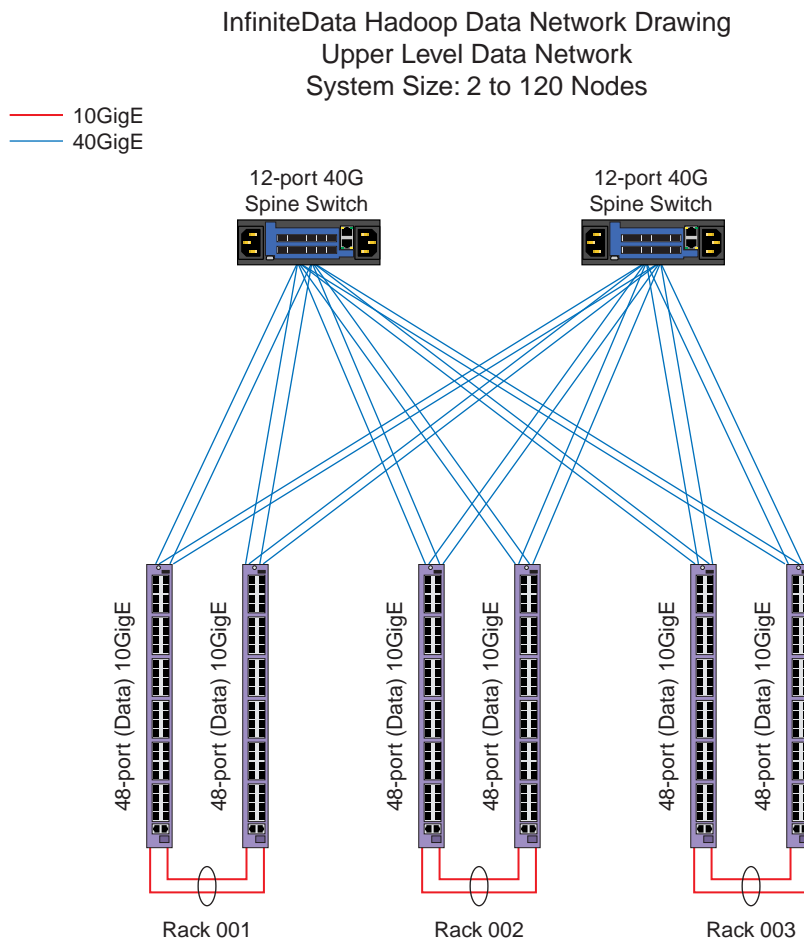 InfiniteData Hadoop Data Network Drawing
Upper Level Data Network
System Size: 2 to 120 Nodes
10GigE
40GigE
12-port 40G
Spine Switch
12-port 40G
Spine Switch
48-port (Data) 10GigE
48-port (Data) 10GigE
48-port (Data) 10GigE
48-port (Data) 10GigE
48-port (Data) 10GigE
48-port (Data) 10GigE
Rack 001
Rack 002
Rack 003